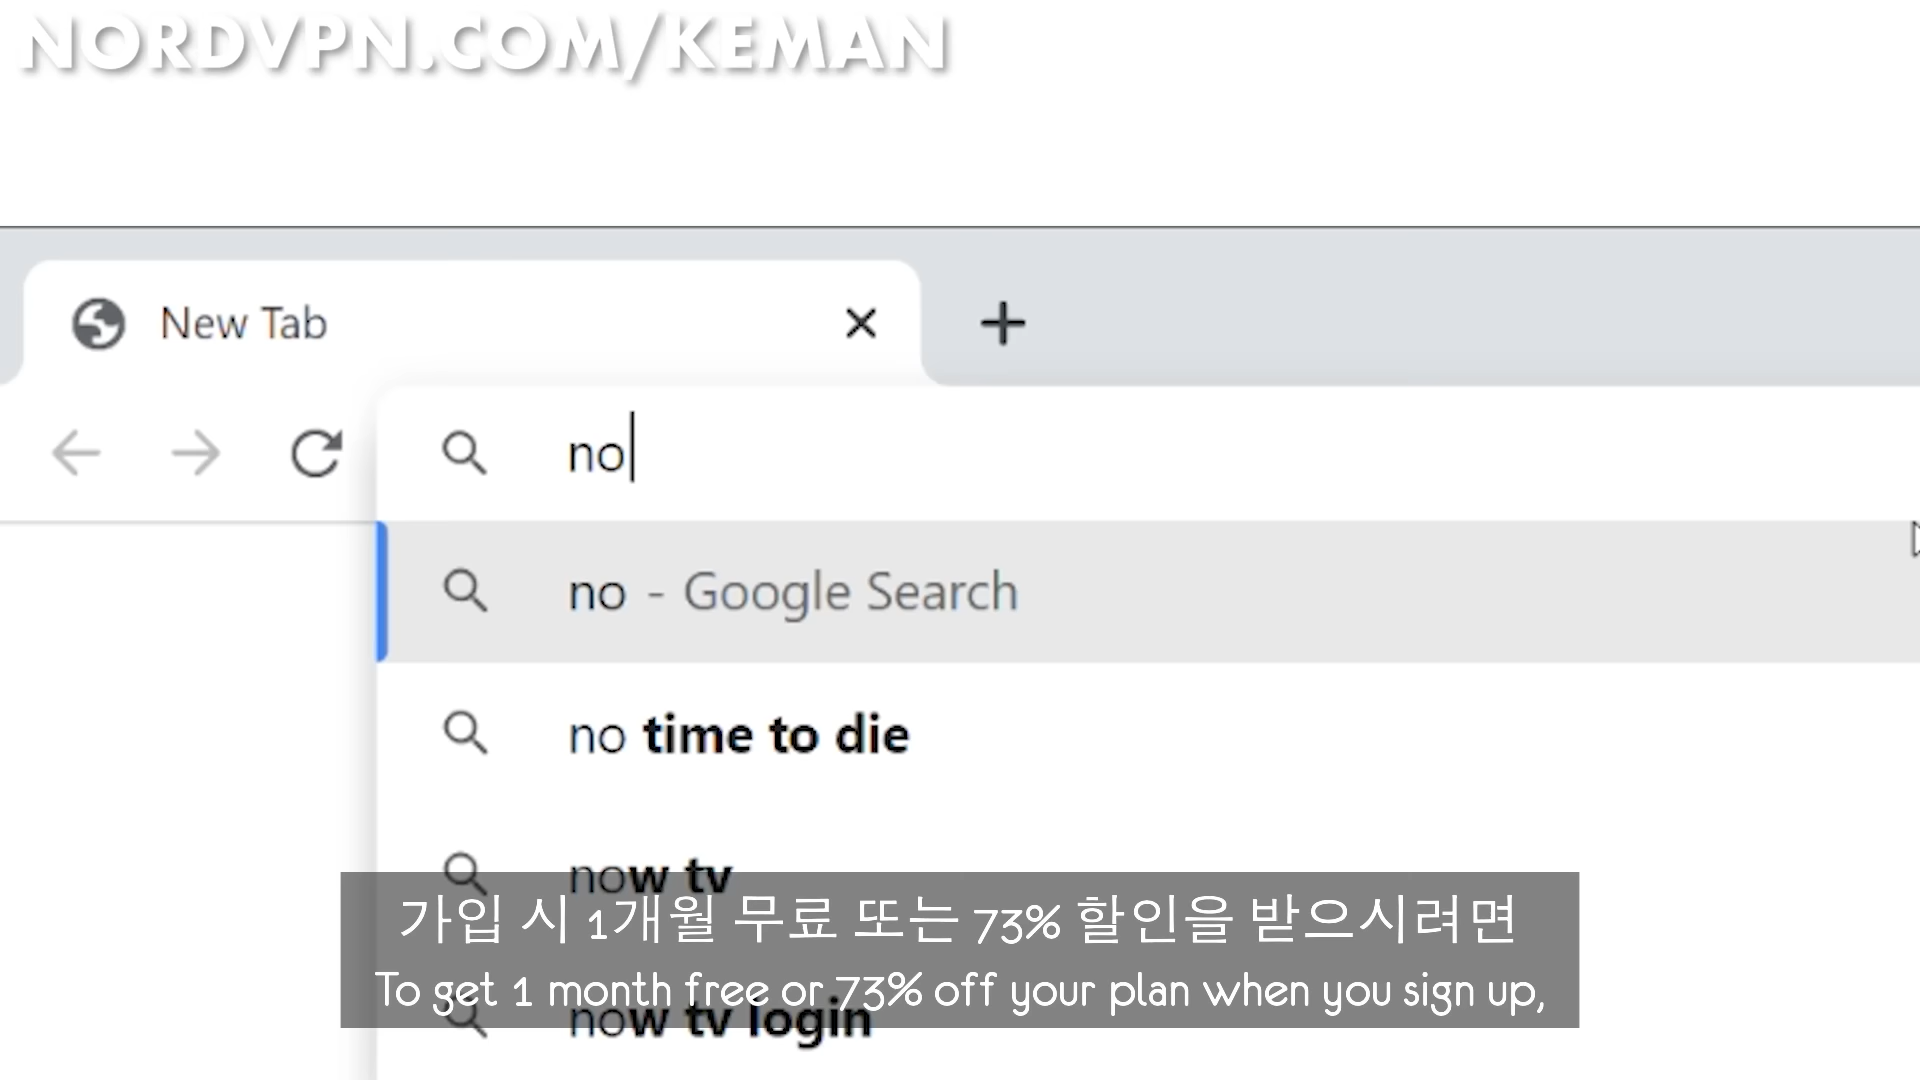 NORDVPN.COM/KEMAN
New Tab
no
no - Google Search
no time to die
now tv
가입 시 1개월 무료 또는 73% 할인을 받으시려면
To get 1 month free or 73% off your plan when you sign up,
now tv login